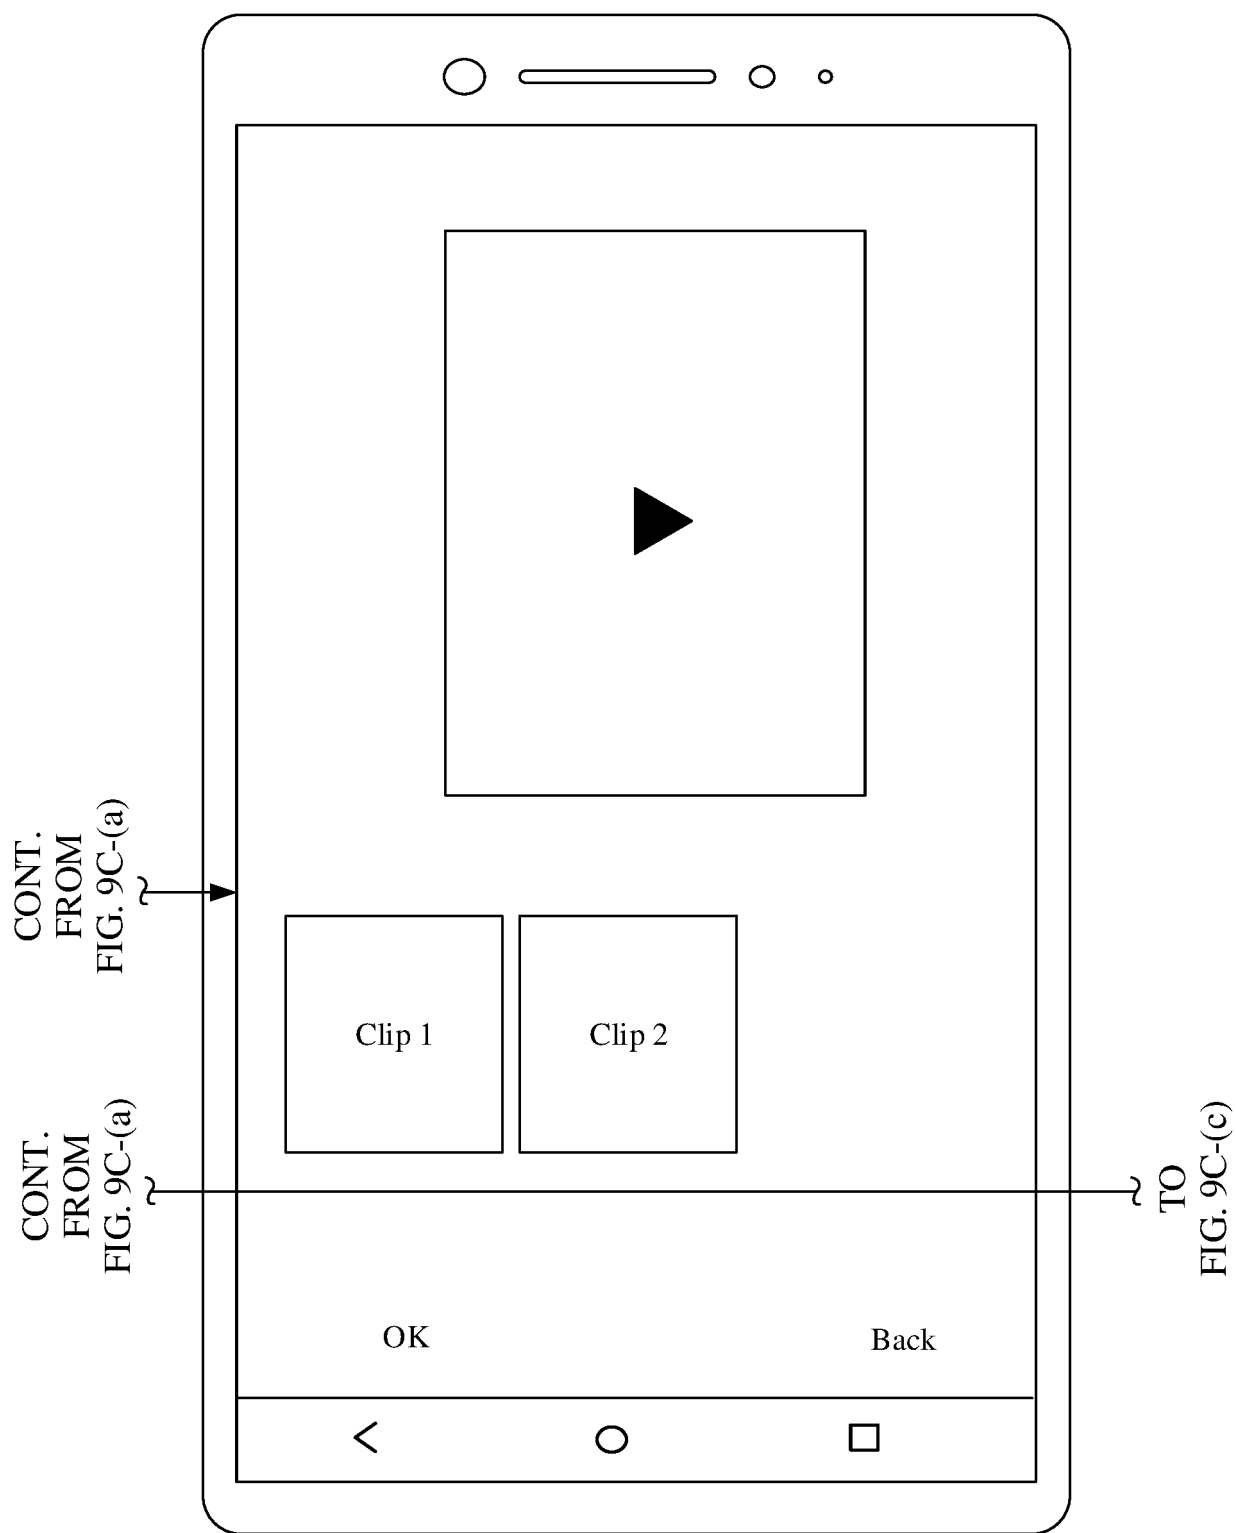 CONT.
FROM
FIG. 9C-(a)
Clip 1
Clip 2
CONT.
FROM
FIG. 9C-(a)
TO
FIG. 9C-(c)
OK
Back